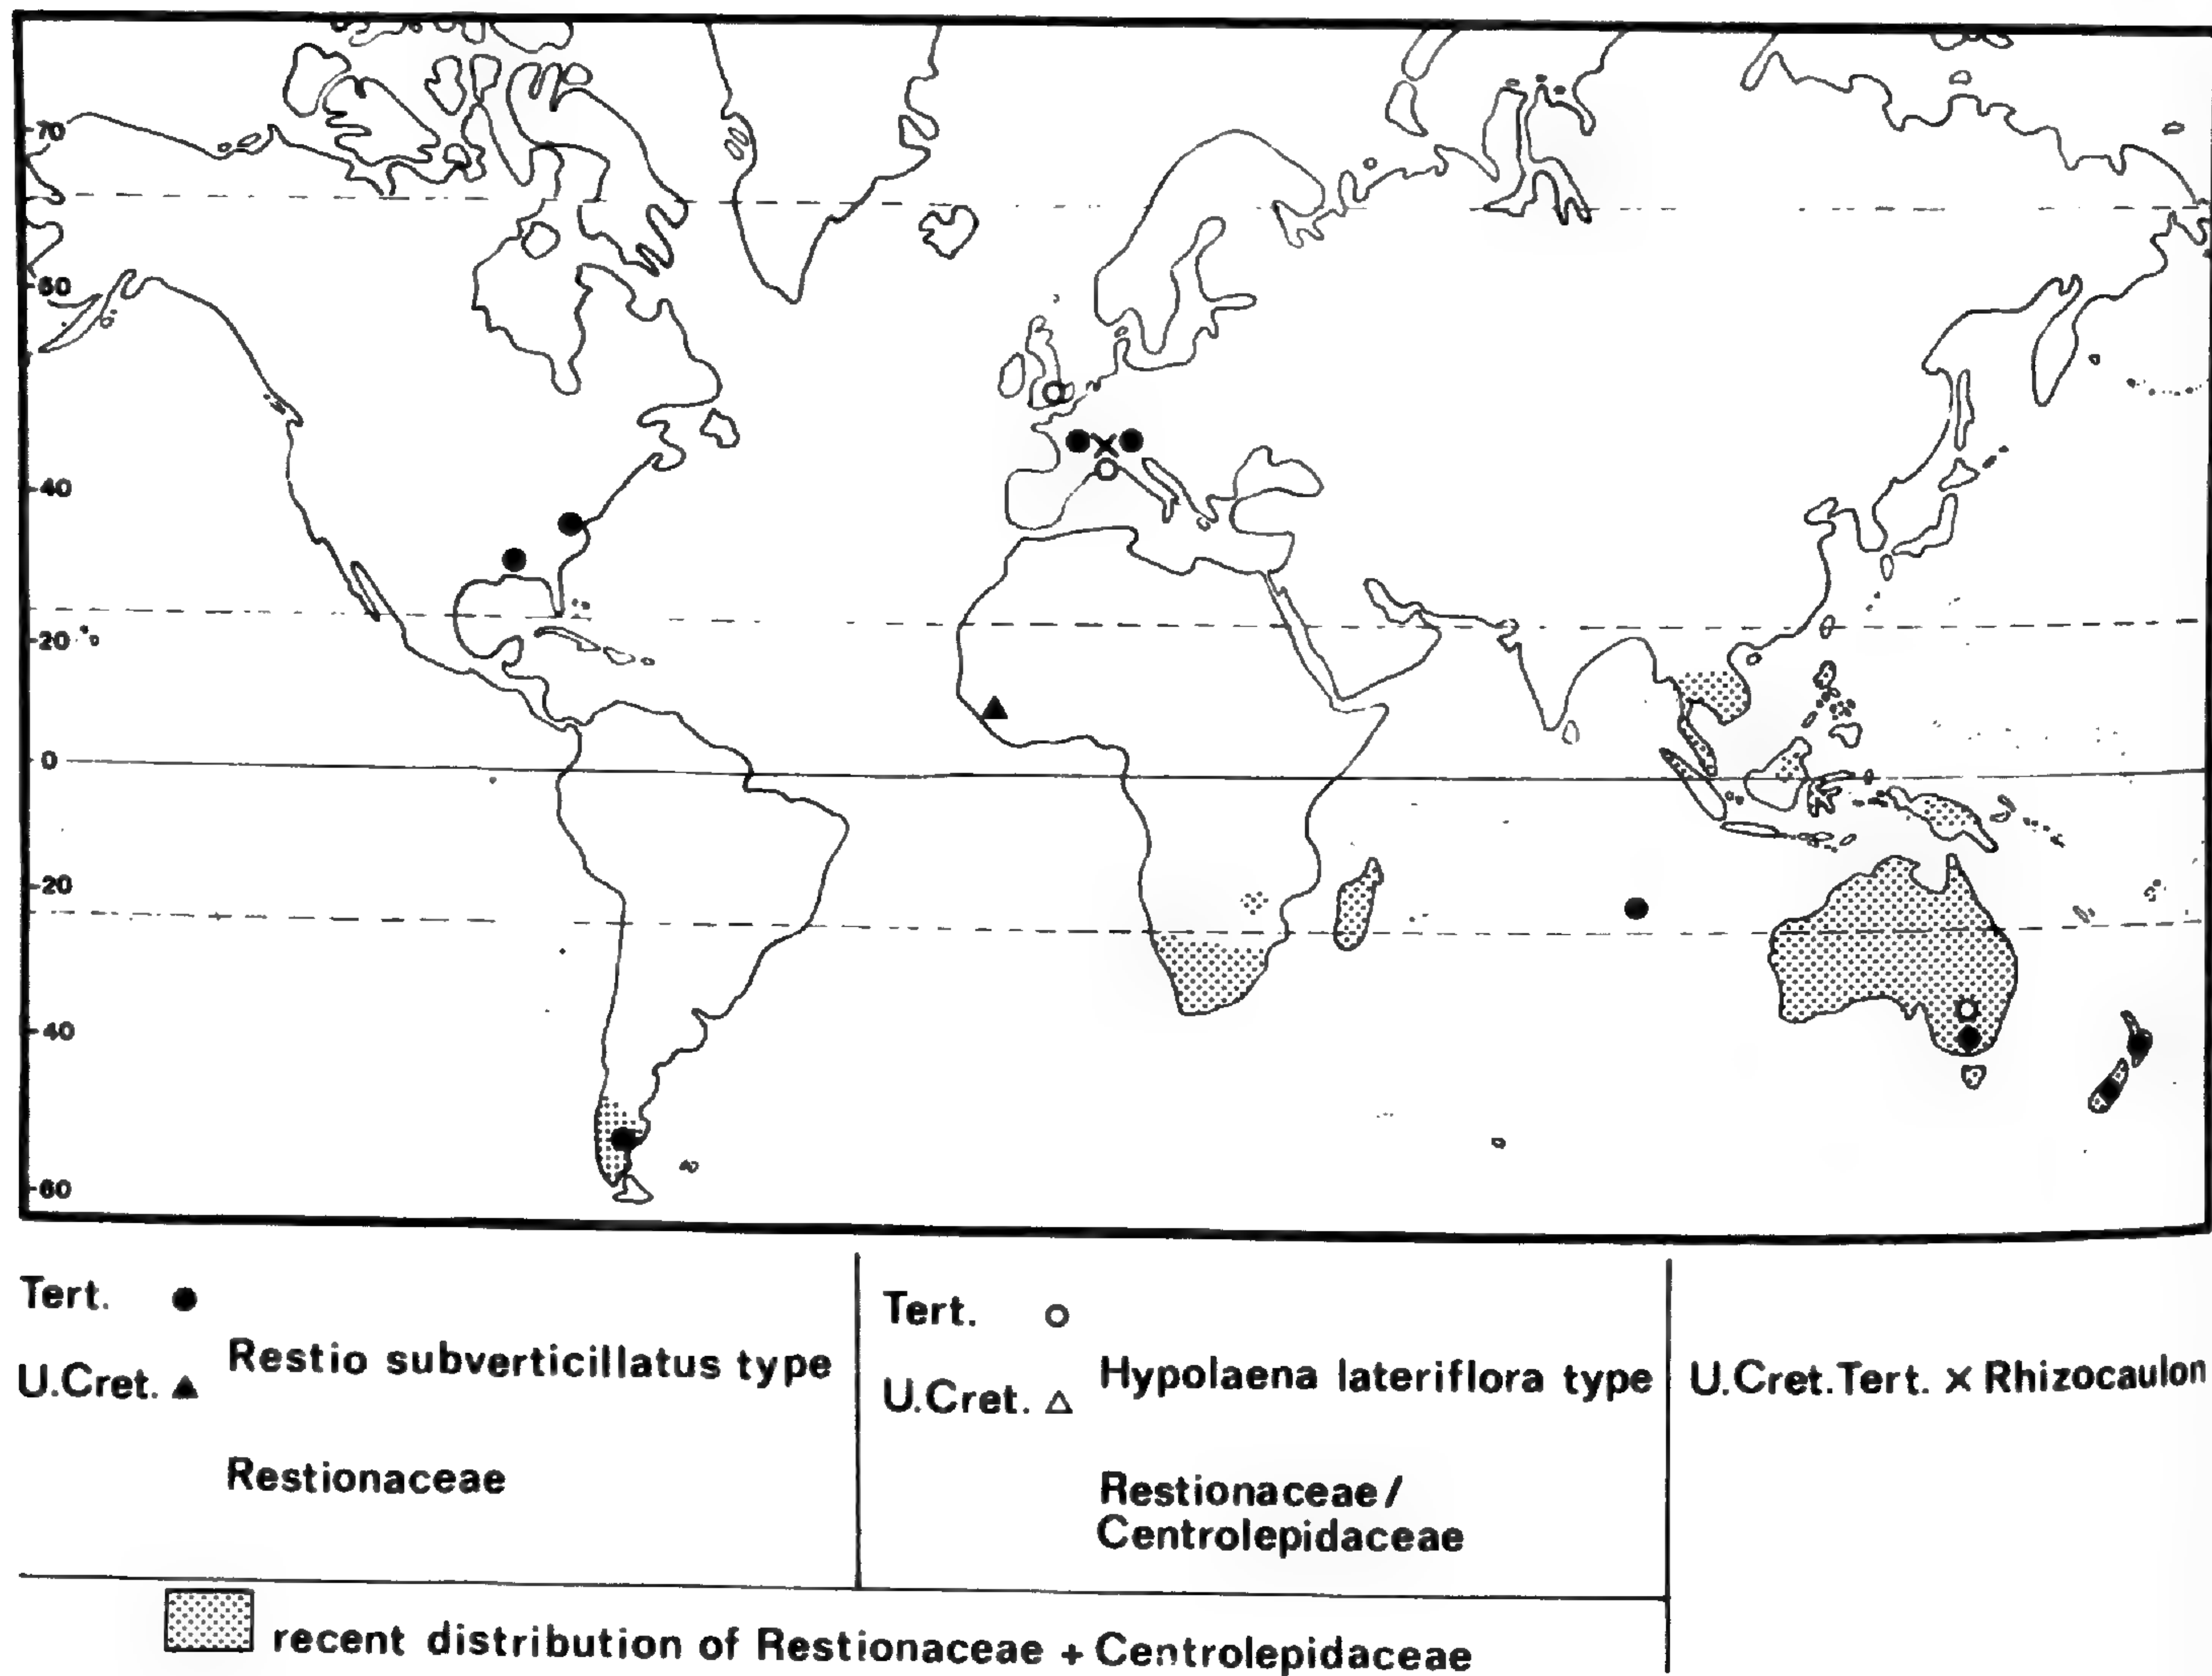 70
60
40
20
0
20
40
60
Tert. ●
U.Cret. ▲
Restio subverticillatus type
Restionaceae
Tert. ○
U.Cret. △
Hypolaena lateriflora type
Restionaceae/
Centrolepidaceae
U.Cret.Tert. × Rhizocaulon
recent distribution of Restionaceae + Centrolepidaceae